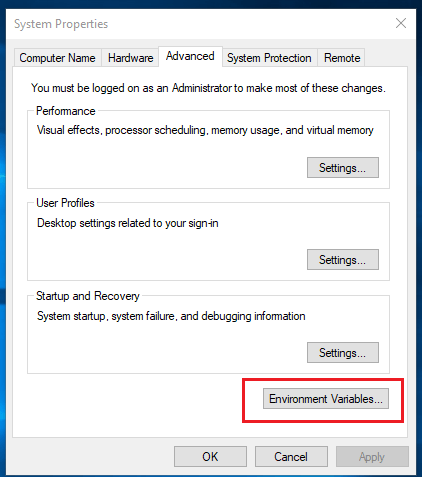 System Properties
Computer Name Hardware Advanced System Protection Remote
You must be logged on as an Administrator to make most of these changes.
Performance
Visual effects, processor scheduling, memory usage, and virtual memory
Settings...
User Profiles
Desktop settings related to your sign-in
Settings...
Startup and Recovery
System startup, system failure, and debugging information
Settings...
Environment Variables...
OK Cancel Apply